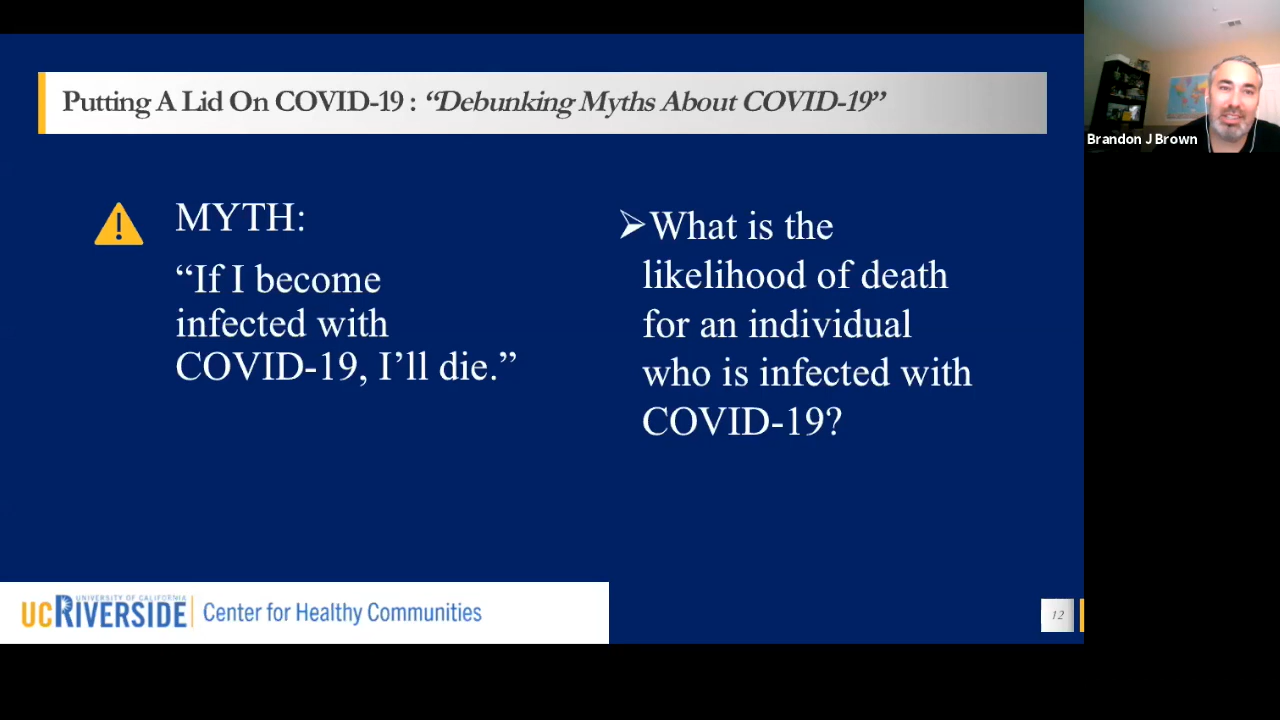 Putting A Lid On COVID-19 : “Debunking Myths About COVID-19”
Brandon J Brown
MYTH:
“If I become
infected with
COVID-19, I’ll die.”
➢What is the
likelihood of death
for an individual
who is infected with
COVID-19?
UNIVERSITY OF CALIFORNIA
UCRIVERSIDE Center for Healthy Communities
12